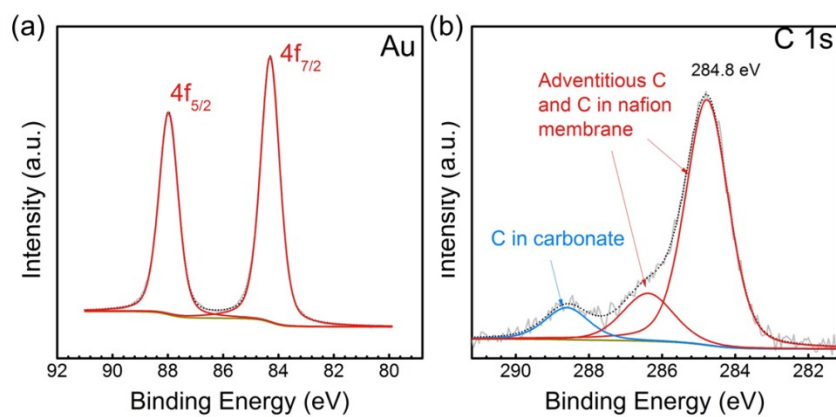 (a)
Au
4f7/2
4f5/2
Intensity (a.u.)
92 90 88 86 84 82 80
Binding Energy (eV)
(b)
C 1s
284.8 eV
Adventitious C
and C in nafion
membrane
C in carbonate
Intensity (a.u.)
290 288 286 284 282
Binding Energy (eV)